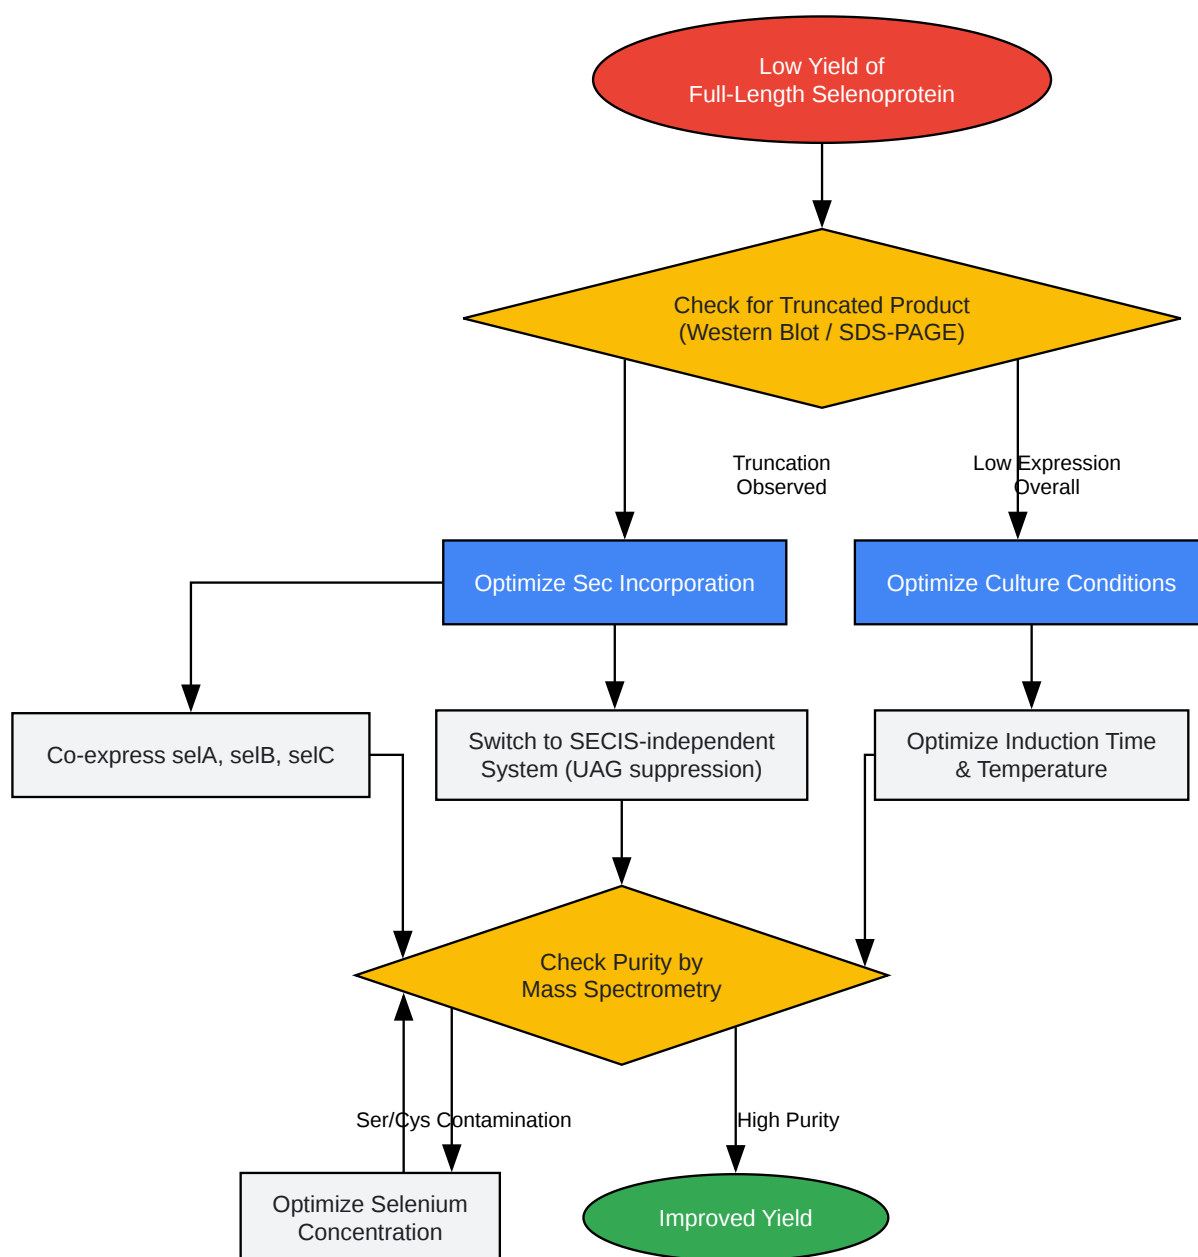 Low Yield of
Full-Length Selenoprotein
Check for Truncated Product
(Western Blot / SDS-PAGE)
Truncation
Observed
Low Expression
Overall
Optimize Sec Incorporation
Optimize Culture Conditions
Co-express selA, selB, selC
Switch to SECIS-independent
System (UAG suppression)
Optimize Induction Time
& Temperature
Check Purity by
Mass Spectrometry
Ser/Cys Contamination
High Purity
Optimize Selenium
Concentration
Improved Yield